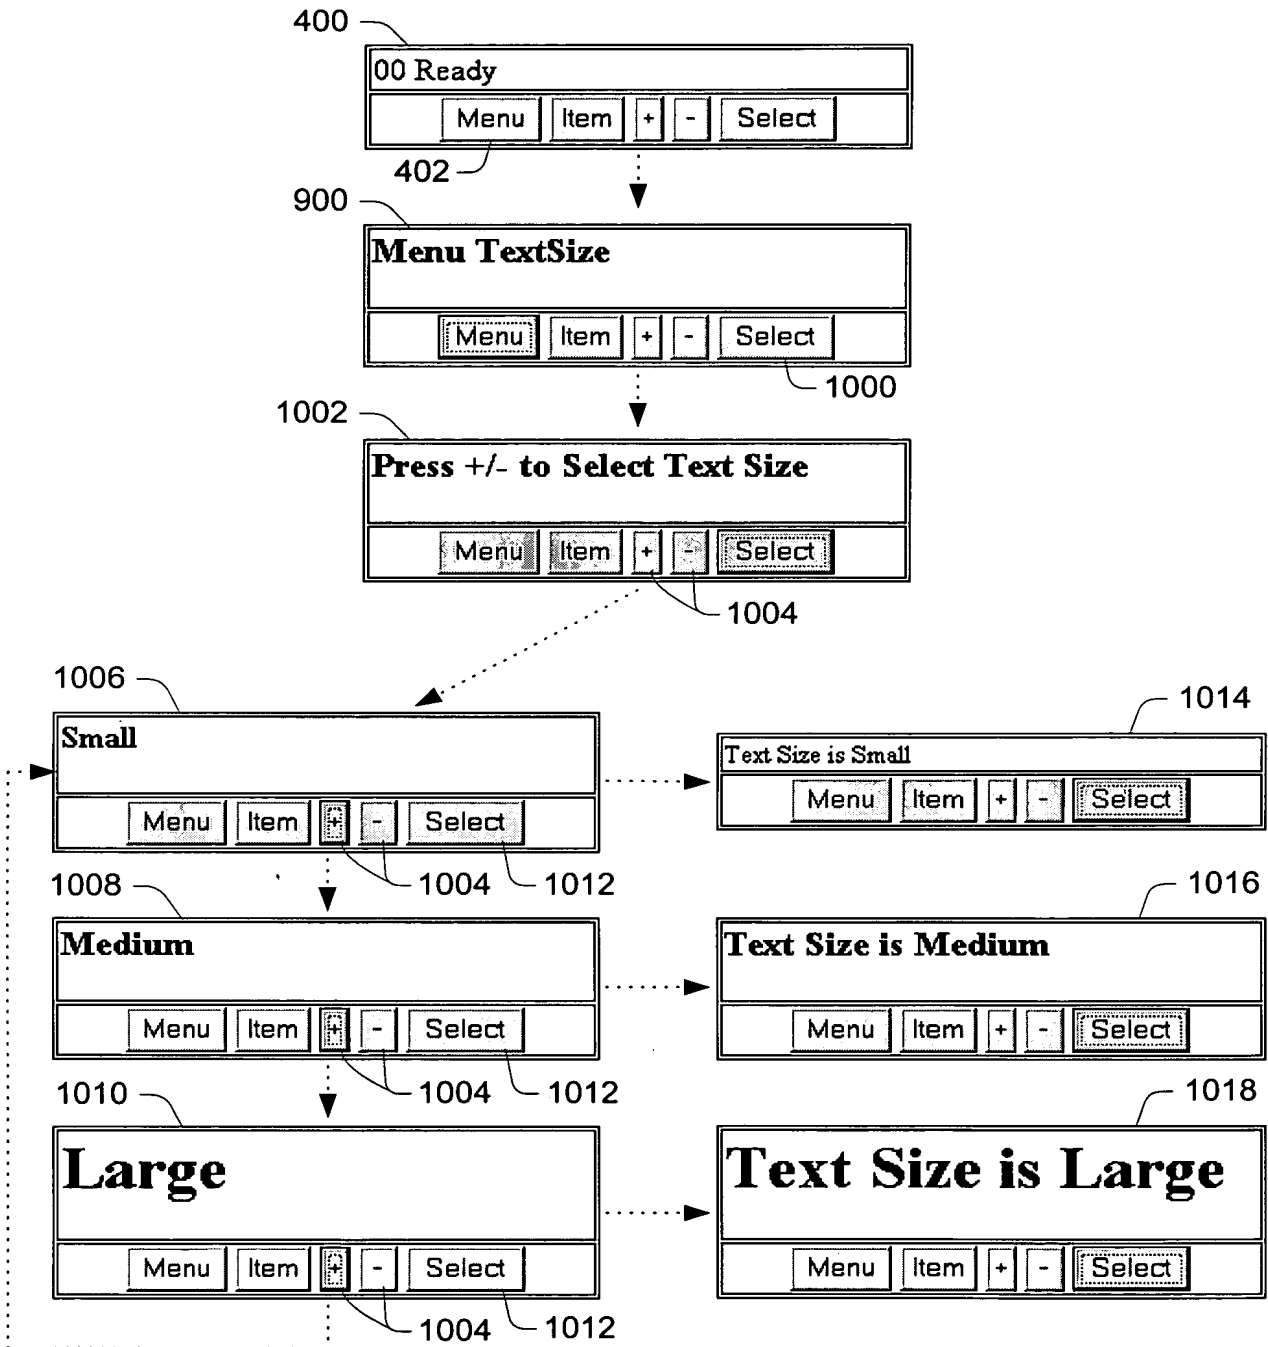 400
00 Ready
Menu Item + - Select
402
900
Menu TextSize
Menu Item + - Select
1000
1002
Press +/- to Select Text Size
Menu Item + - Select
1004
1006
Small
Menu Item + - Select
1004 1012
1014
Text Size is Small
Menu Item + - Select
1008
Medium
Menu Item + - Select
1004 1012
1016
Text Size is Medium
Menu Item + - Select
1010
Large
Menu Item + - Select
1004 1012
1018
Text Size is Large
Menu Item + - Select